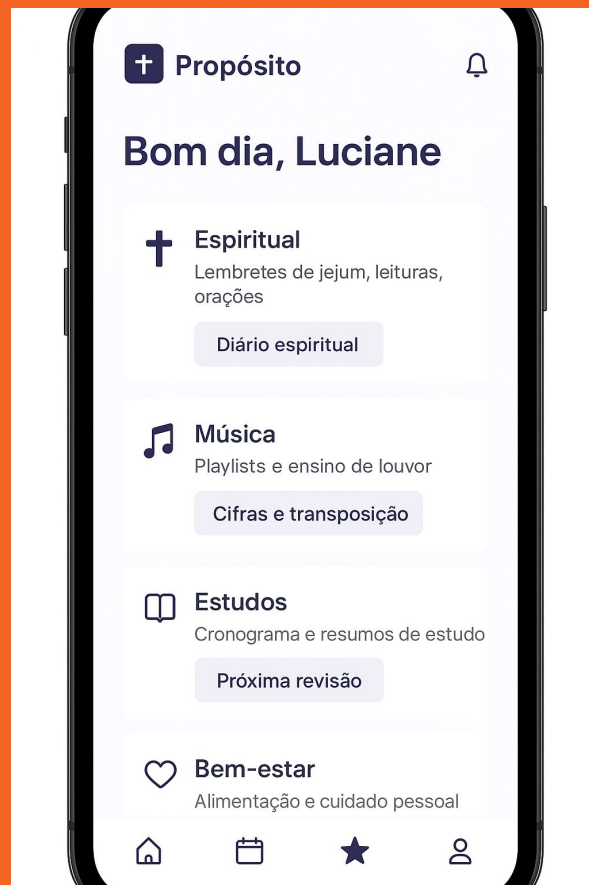 Propósito
Bom dia, Luciane
Espiritual
Lembretes de jejum, leituras,
orações
Diário espiritual
Música
Playlists e ensino de louvor
Cifras e transposição
Estudos
Cronograma e resumos de estudo
Próxima revisão
Bem-estar
Alimentação e cuidado pessoal